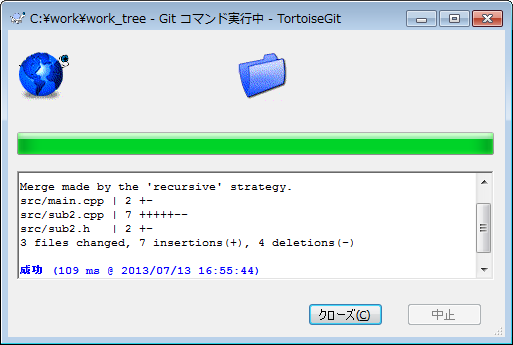 C:¥work¥work_tree - Git コマンド実行中 - TortoiseGit
Merge made by the 'recursive' strategy.
src/main.cpp | 2 +-
src/sub2.cpp | 7 +++++--
src/sub2.h   | 2 +-
3 files changed, 7 insertions(+), 4 deletions(-)
成功 (109 ms @ 2013/07/13 16:55:44)
クローズ(C) 中止